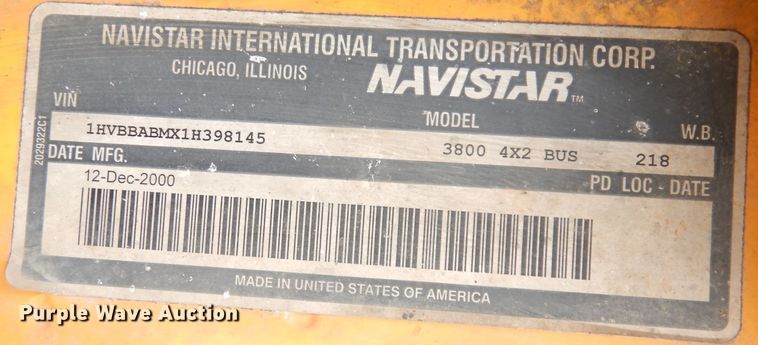 NAVISTAR INTERNATIONAL TRANSPORTATION CORP.
CHICAGO, ILLINOIS NAVISTAR™
VIN MODEL W.B.
1HVBBABMX1H398145 3800 4X2 BUS 218
DATE MFG. PD LOC - DATE
12-Dec-2000
MADE IN UNITED STATES OF AMERICA
2029322C1
Purple Wave Auction